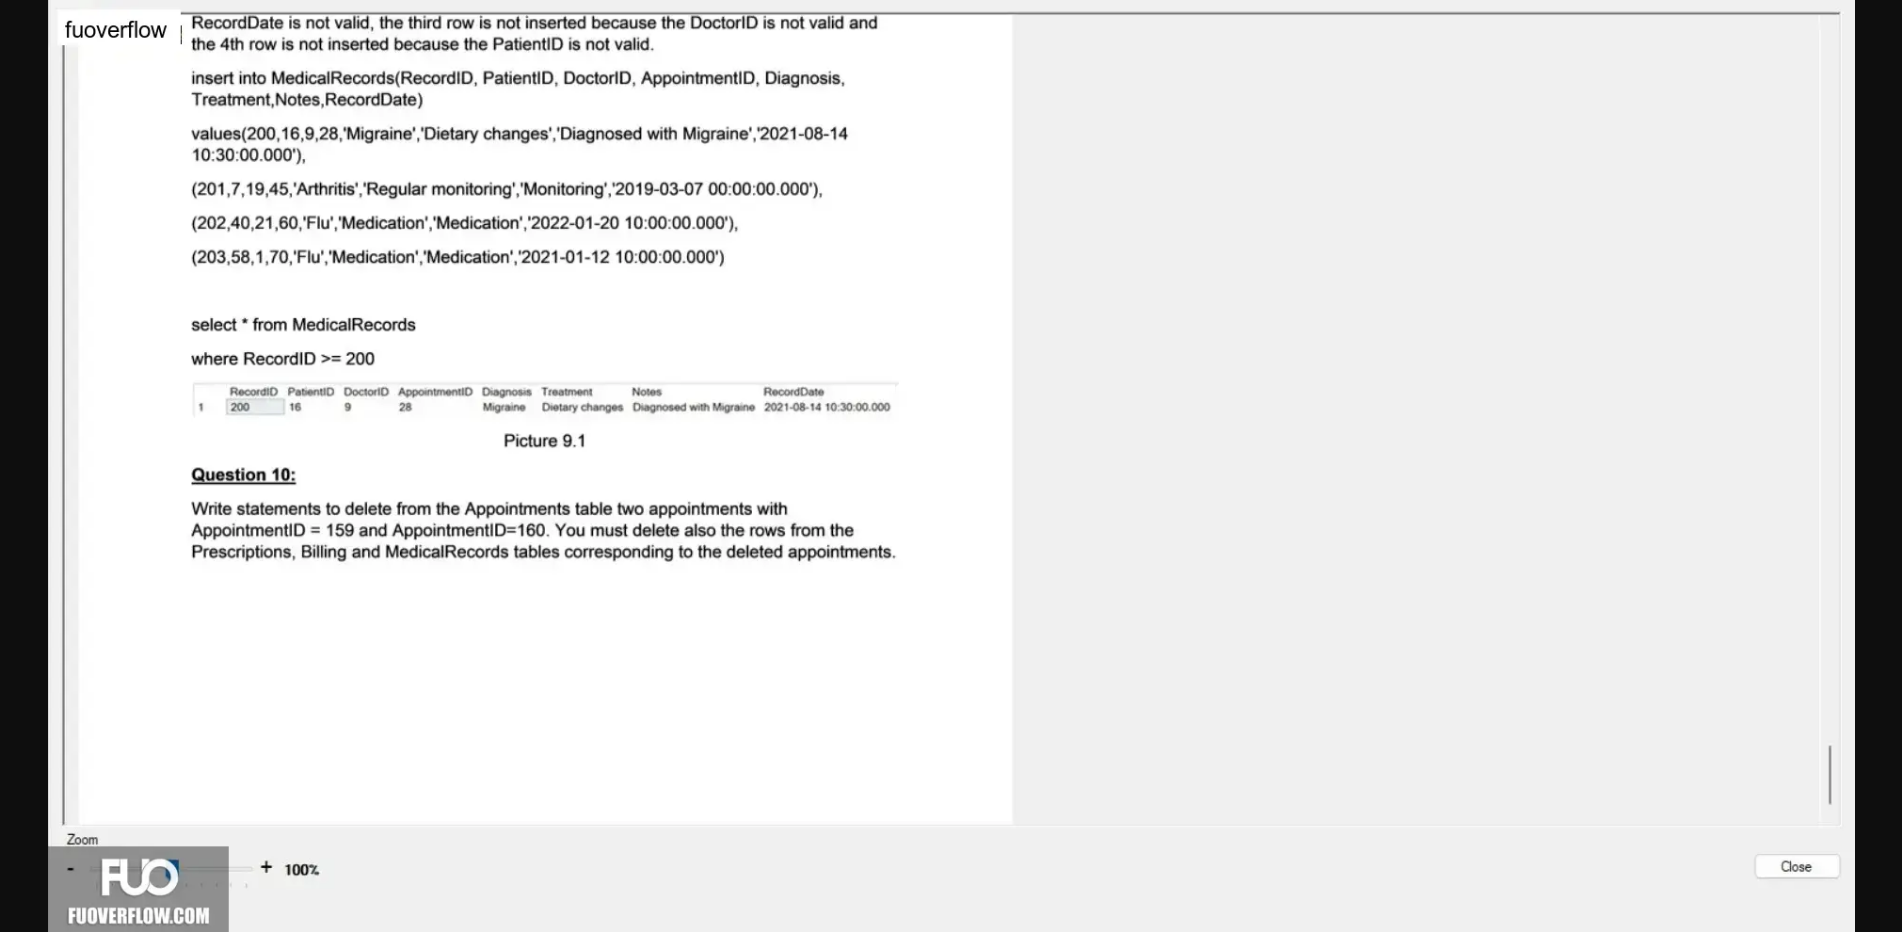 fuoverflow
RecordDate is not valid, the third row is not inserted because the DoctorID is not valid and
the 4th row is not inserted because the PatientID is not valid.
insert into MedicalRecords(RecordID, PatientID, DoctorID, AppointmentID, Diagnosis,
Treatment,Notes,RecordDate)
values(200,16,9,28,'Migraine','Dietary changes','Diagnosed with Migraine','2021-08-14
10:30:00.000'),
(201,7,19,45,'Arthritis','Regular monitoring','Monitoring','2019-03-07 00:00:00.000'),
(202,40,21,60,'Flu','Medication','Medication','2022-01-20 10:00:00.000'),
(203,58,1,70,'Flu','Medication','Medication','2021-01-12 10:00:00.000')
select * from MedicalRecords
where RecordID >= 200
RecordID PatientID DoctorID AppointmentID Diagnosis Treatment Notes RecordDate
1 200 16 9 28 Migraine Dietary changes Diagnosed with Migraine 2021-08-14 10:30:00.000
Picture 9.1
Question 10:
Write statements to delete from the Appointments table two appointments with
AppointmentID = 159 and AppointmentID=160. You must delete also the rows from the
Prescriptions, Billing and MedicalRecords tables corresponding to the deleted appointments.
Zoom
- + 100%
Close
FUO
FUOVERFLOW.COM